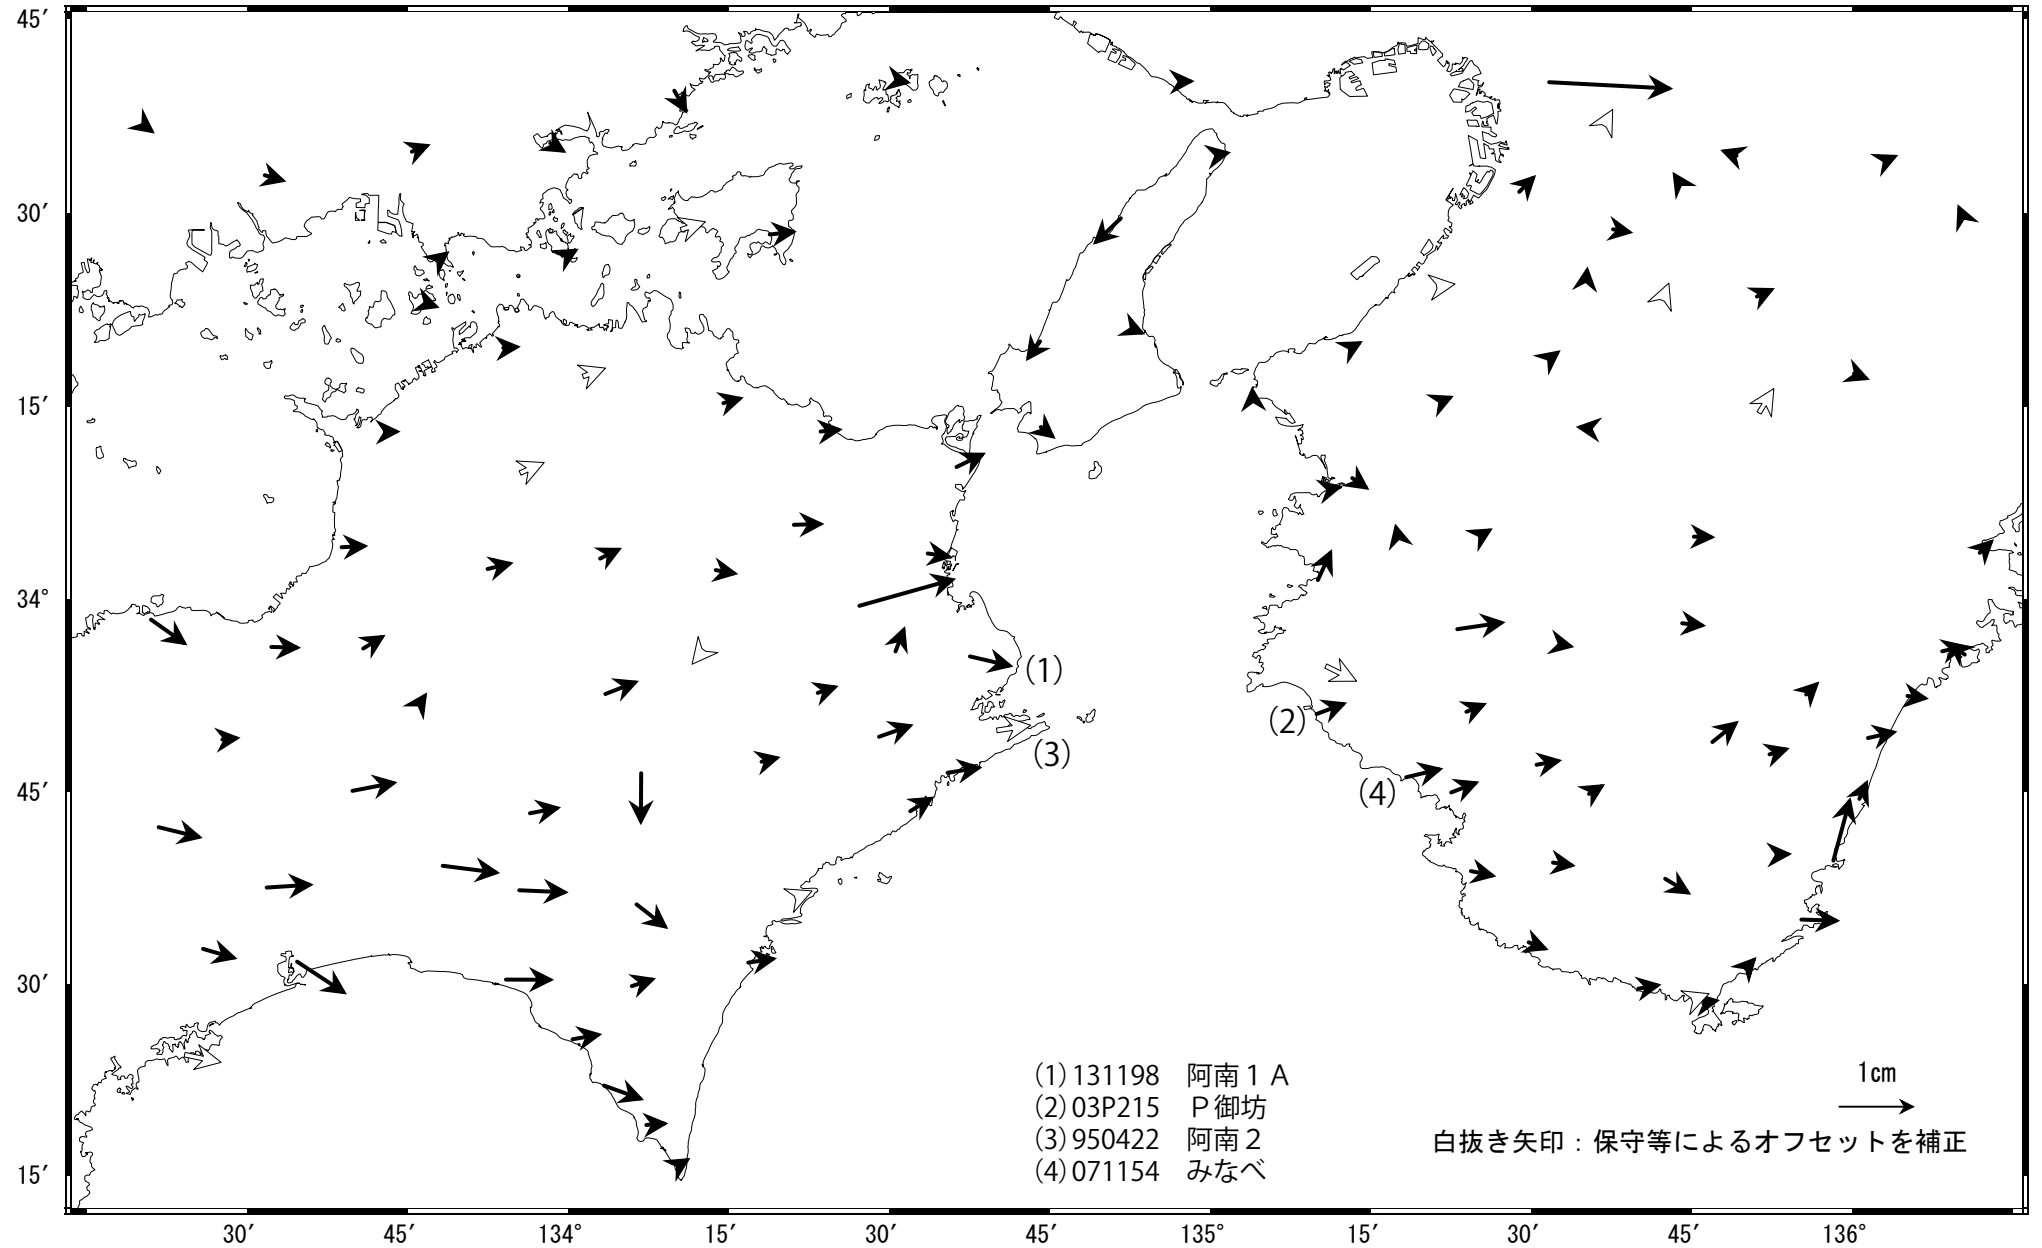 45′
30′
15′
34°
45′
30′
15′
(1)
(2)
(3)
(4)
(1)131198 阿南１Ａ
(2)03P215 Ｐ御坊
(3)950422 阿南２
(4)071154 みなべ
1cm
白抜き矢印：保守等によるオフセットを補正
30′ 45′ 134° 15′ 30′ 45′ 135° 15′ 30′ 45′ 136°